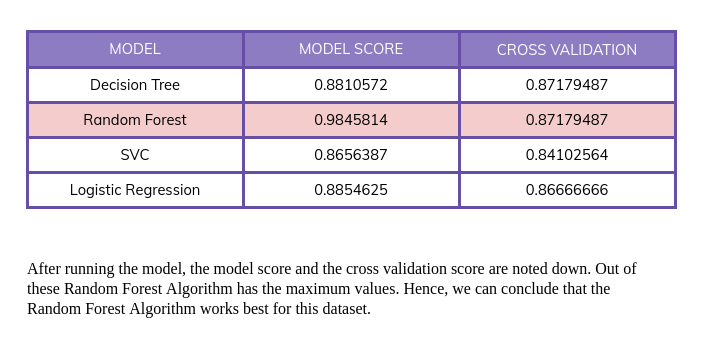 MODEL MODEL SCORE CROSS VALIDATION
Decision Tree 0.8810572 0.87179487
Random Forest 0.9845814 0.87179487
SVC 0.8656387 0.84102564
Logistic Regression 0.8854625 0.86666666
After running the model, the model score and the cross validation score are noted down. Out of
these Random Forest Algorithm has the maximum values. Hence, we can conclude that the
Random Forest Algorithm works best for this dataset.